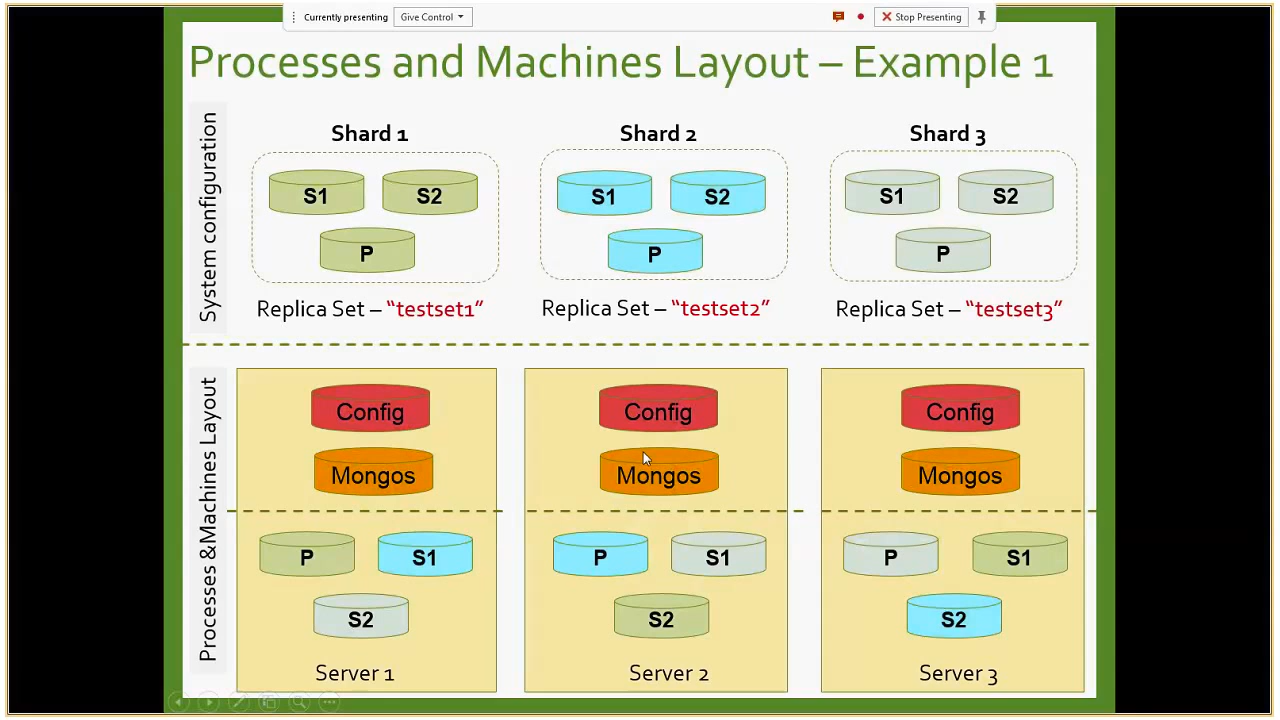 Currently presenting
Give Control
Stop Presenting
Processes and Machines Layout – Example 1
System configuration
Shard 1
Shard 2
Shard 3
S1
S2
P
S1
S2
P
S1
S2
P
Replica Set – “testset1”
Replica Set – “testset2”
Replica Set – “testset3”
Processes &Machines Layout
Config
Mongos
P
S1
S2
Server 1
Config
Mongos
P
S1
S2
Server 2
Config
Mongos
P
S1
S2
Server 3